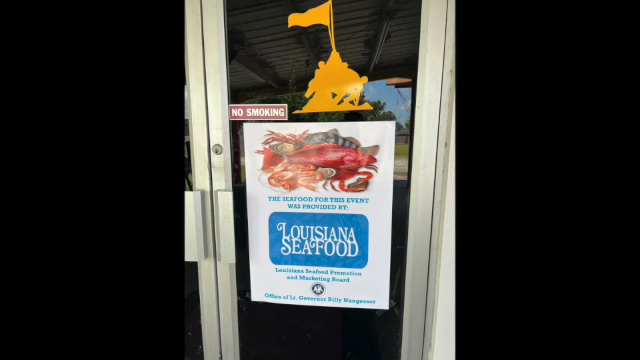 NO SMOKING
THE SEAFOOD FOR THIS EVENT
WAS PROVIDED BY:
LOUISIANA
SEAFOOD
Louisiana Seafood Promotion
and Marketing Board
Office of Lt. Governor Billy Nungesser